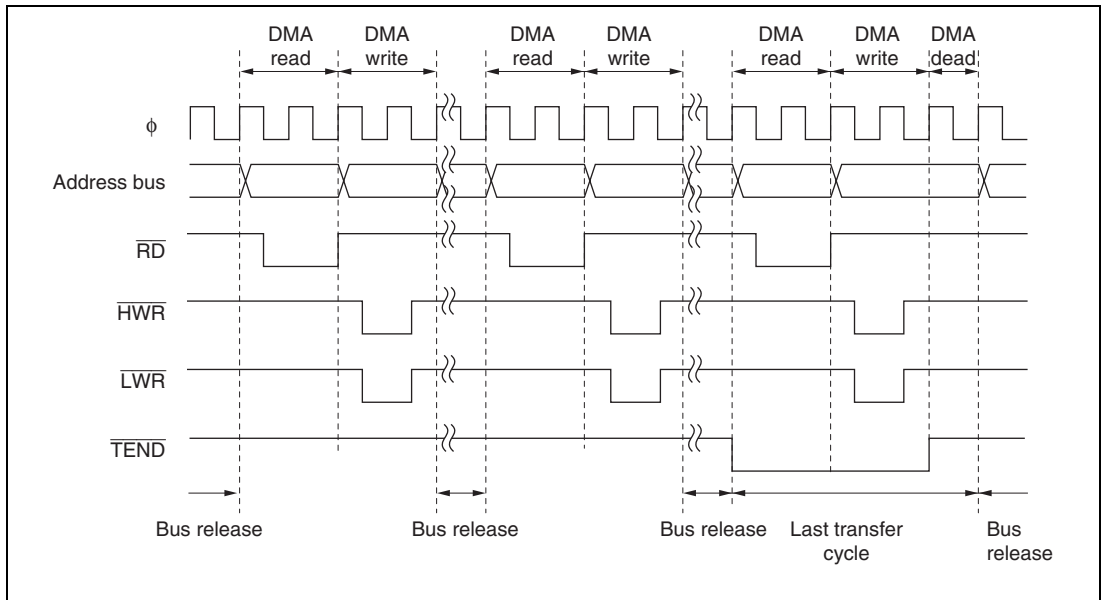 DMA read
DMA write
DMA read
DMA write
DMA read
DMA write
DMA dead
φ
Address bus
RD
HWR
LWR
TEND
Bus release
Bus release
Bus release
Last transfer cycle
Bus release